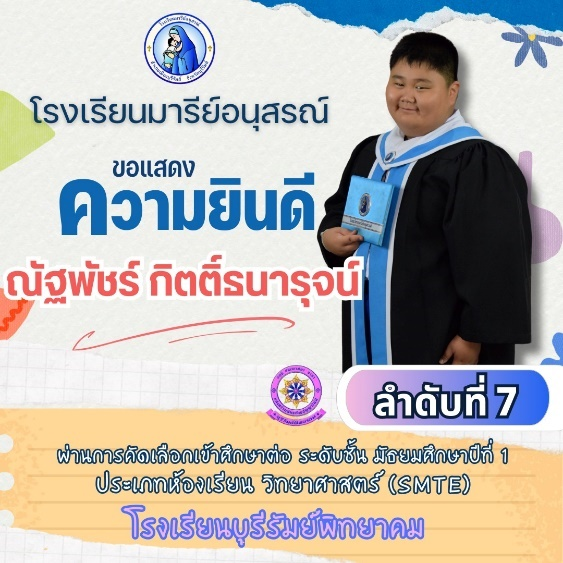 โรงเรียนมารีย์อนุสรณ์
ขอแสดง
ความยินดี
ณัฐพัชร์ กิตติ์ธนารุจน์
ลำดับที่ 7
ผ่านการคัดเลือกเข้าศึกษาต่อ ระดับชั้น มัธยมศึกษาปีที่ 1
ประเภทห้องเรียน วิทยาศาสตร์ (SMTE)
โรงเรียนบุรีรัมย์พิทยาคม